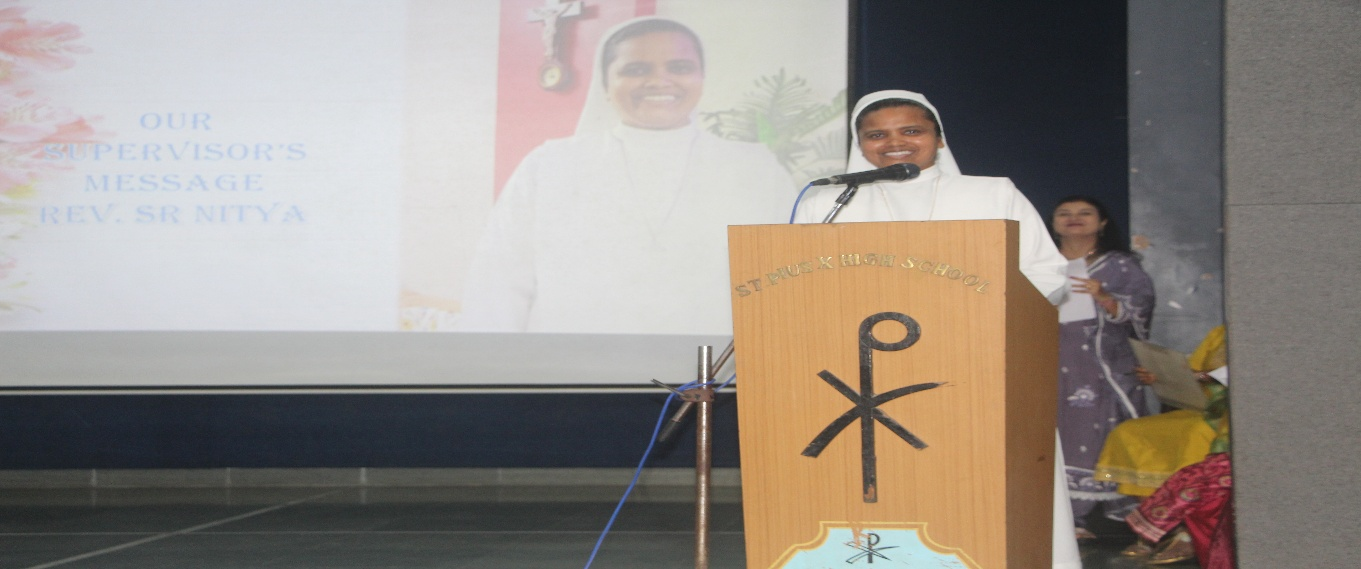 OUR
SUPERVISOR'S
MESSAGE
REV. SR NITYA
ST PIUS X HIGH SCHOOL